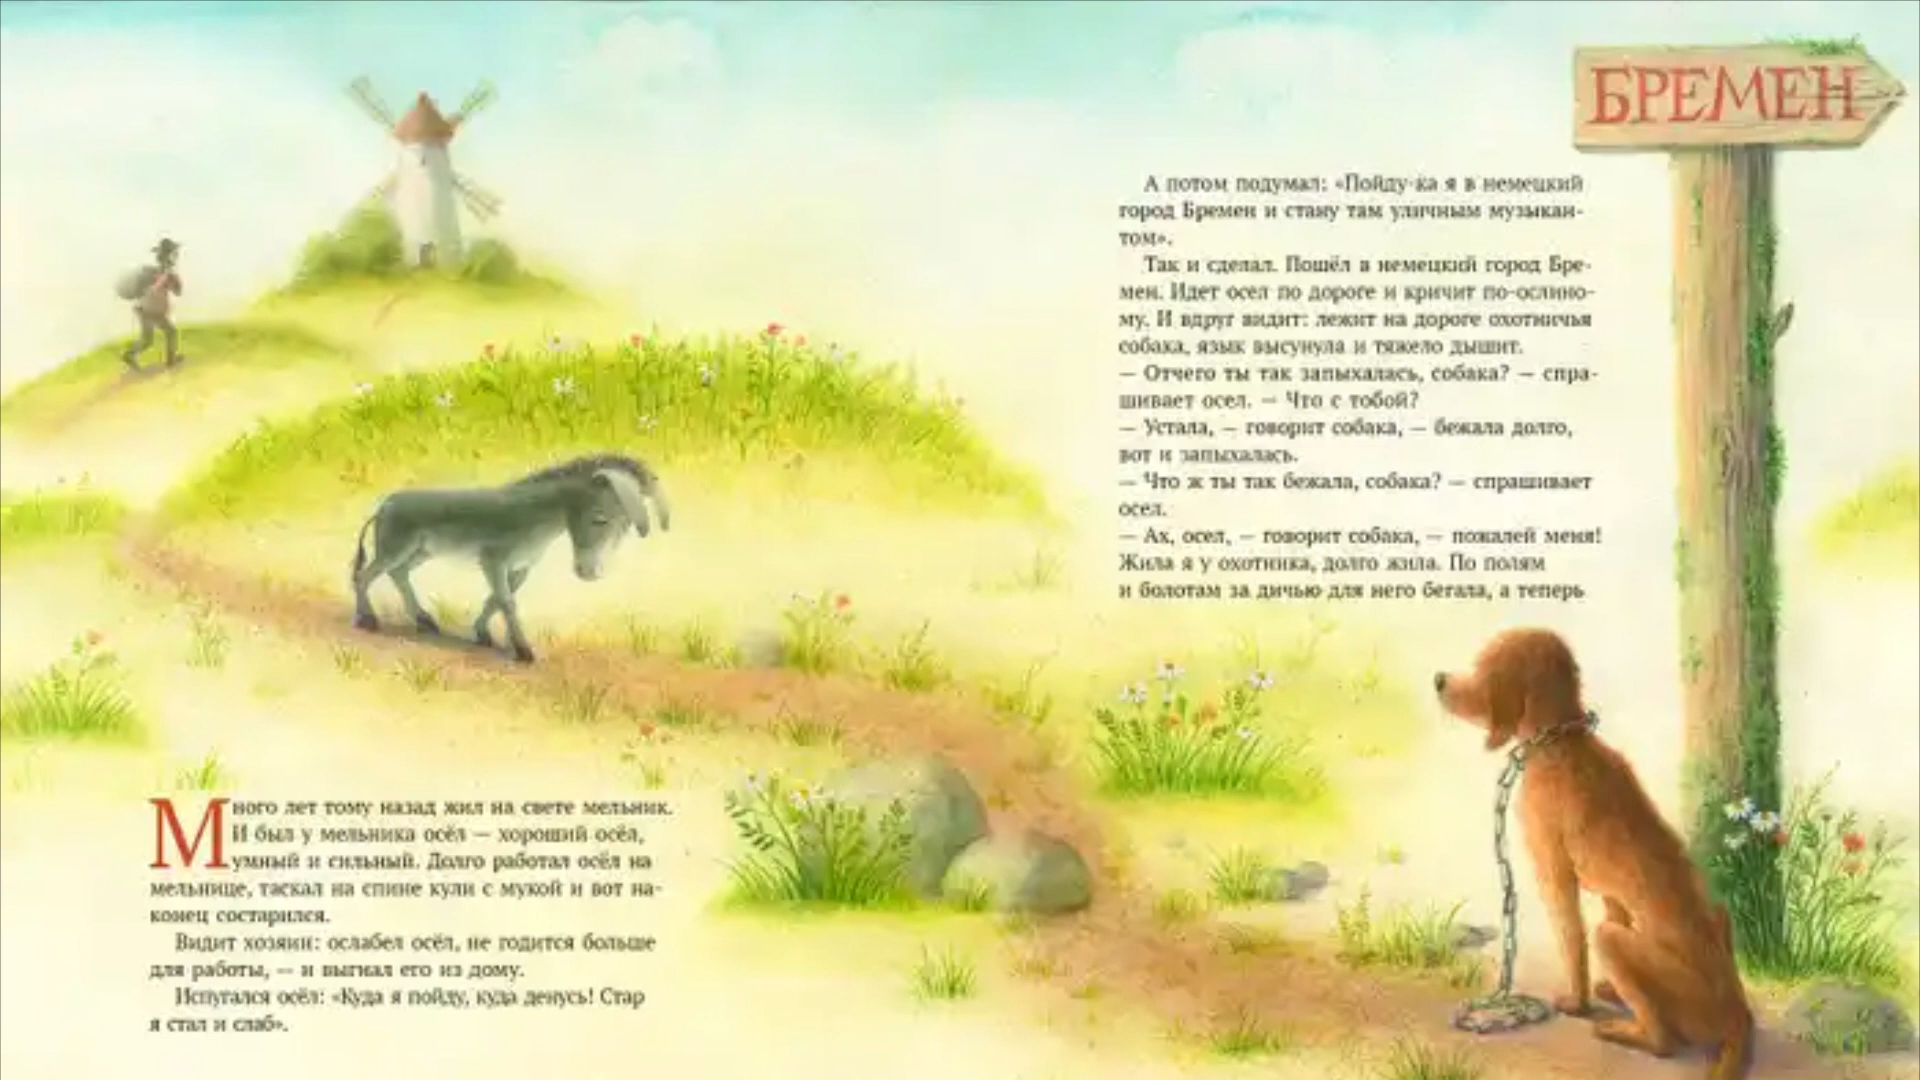 Много лет тому назад жил на свете мельник.
И был у мельника осёл — хороший осёл,
умный и сильный. Долго работал осёл на
мельнице, таскал на спине кули с мукой и вот на-
конец состарился.
Видит хозяин: ослабел осёл, не годится больше
для работы, — и выгнал его из дому.
Испугался осёл: «Куда я пойду, куда денусь! Стар
я стал и слаб».
БРЕМЕН
А потом подумал: «Пойду-ка я в немецкий
город Бремен и стану там уличным музыкан-
том».
Так и сделал. Пошёл в немецкий город Бре-
мен. Идет осел по дороге и кричит по-ослино-
му. И вдруг видит: лежит на дороге охотничья
собака, язык высунула и тяжело дышит.
— Отчего ты так запыхалась, собака? — спра-
шивает осел. — Что с тобой?
— Устала, — говорит собака, — бежала долго,
вот и запыхалась.
— Что ж ты так бежала, собака? — спрашивает
осел.
— Ах, осел, — говорит собака, — пожалей меня!
Жила я у охотника, долго жила. По полям
и болотам за дичью для него бегала, а теперь